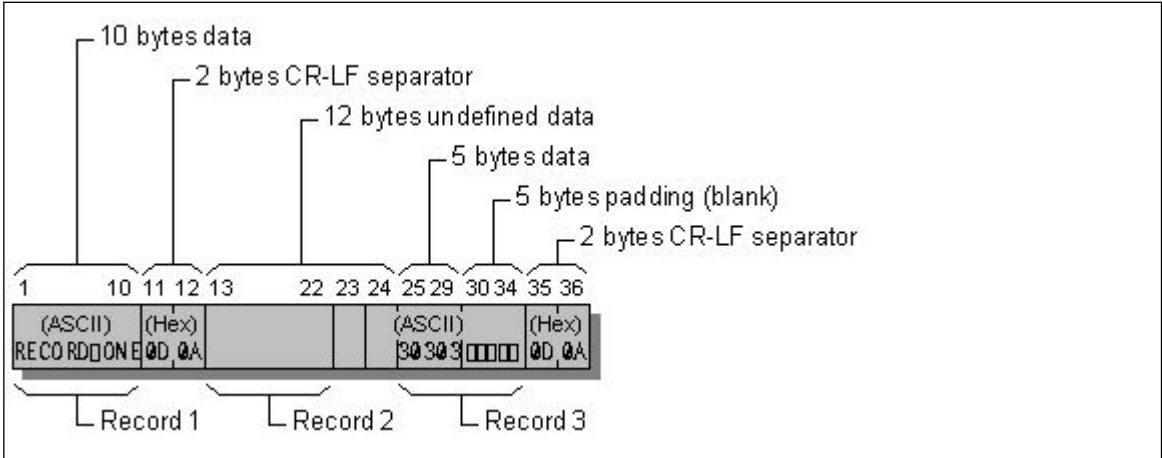 10 bytes data
2 bytes CR-LF separator
12 bytes undefined data
5 bytes data
5 bytes padding (blank)
2 bytes CR-LF separator
1 10 11 12 13 22 23 24 25 29 30 34 35 36
(ASCII) (Hex) (ASCII) (Hex)
RECORD▯ONE 0D 0A 30303 ▯▯▯▯▯ 0D 0A
Record 1 Record 2 Record 3